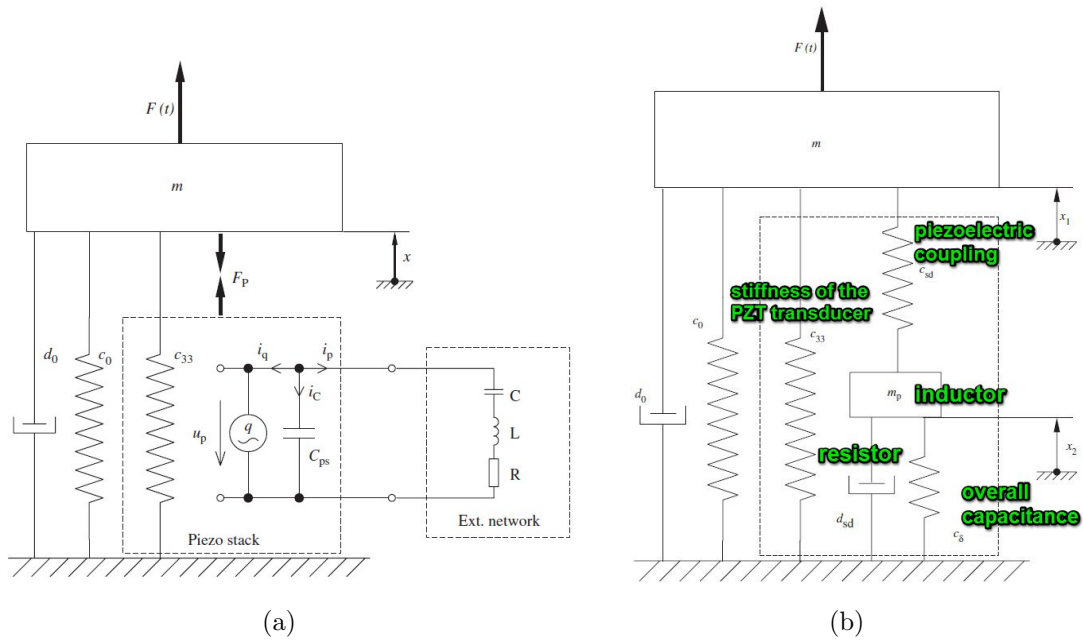 F (t)
m
x
F_P
d_0
c_0
c_33
i_q
i_p
i_C
u_p
q
C_ps
C
L
R
Piezo stack
Ext. network
(a)
F(t)
m
x_1
piezoelectric
coupling
c_sd
stiffness of the
PZT transducer
c_0
c_33
d_0
m_p
inductor
x_2
resistor
overall
capacitance
d_sd
c_δ
(b)